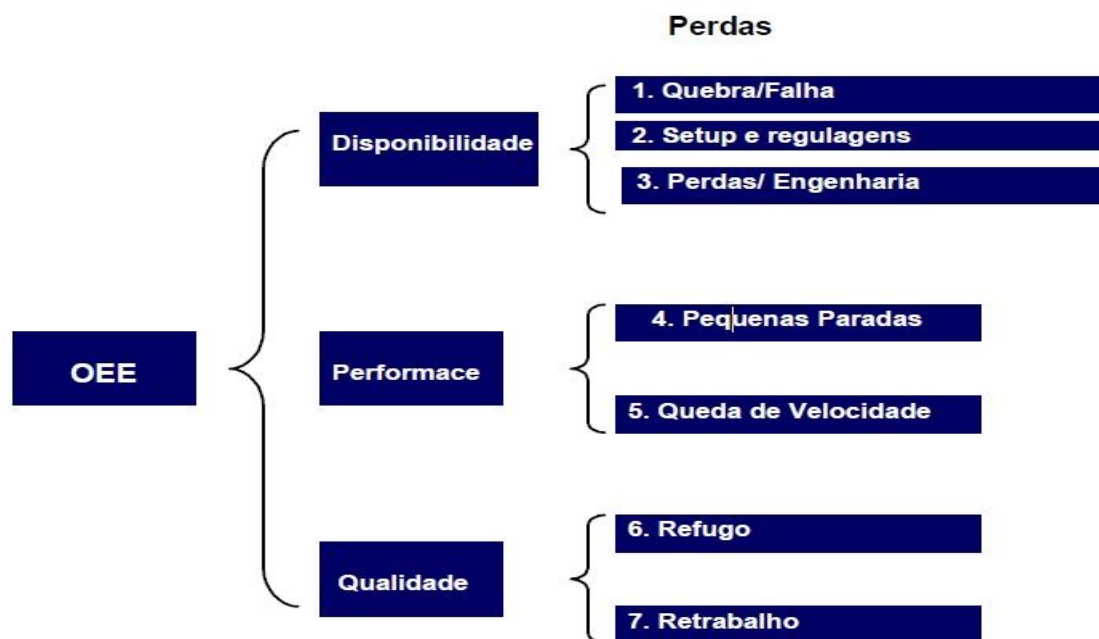 Perdas
OEE
Disponibilidade
1. Quebra/Falha
2. Setup e regulagens
3. Perdas/ Engenharia
Performace
4. Pequenas Paradas
5. Queda de Velocidade
Qualidade
6. Refugo
7. Retrabalho